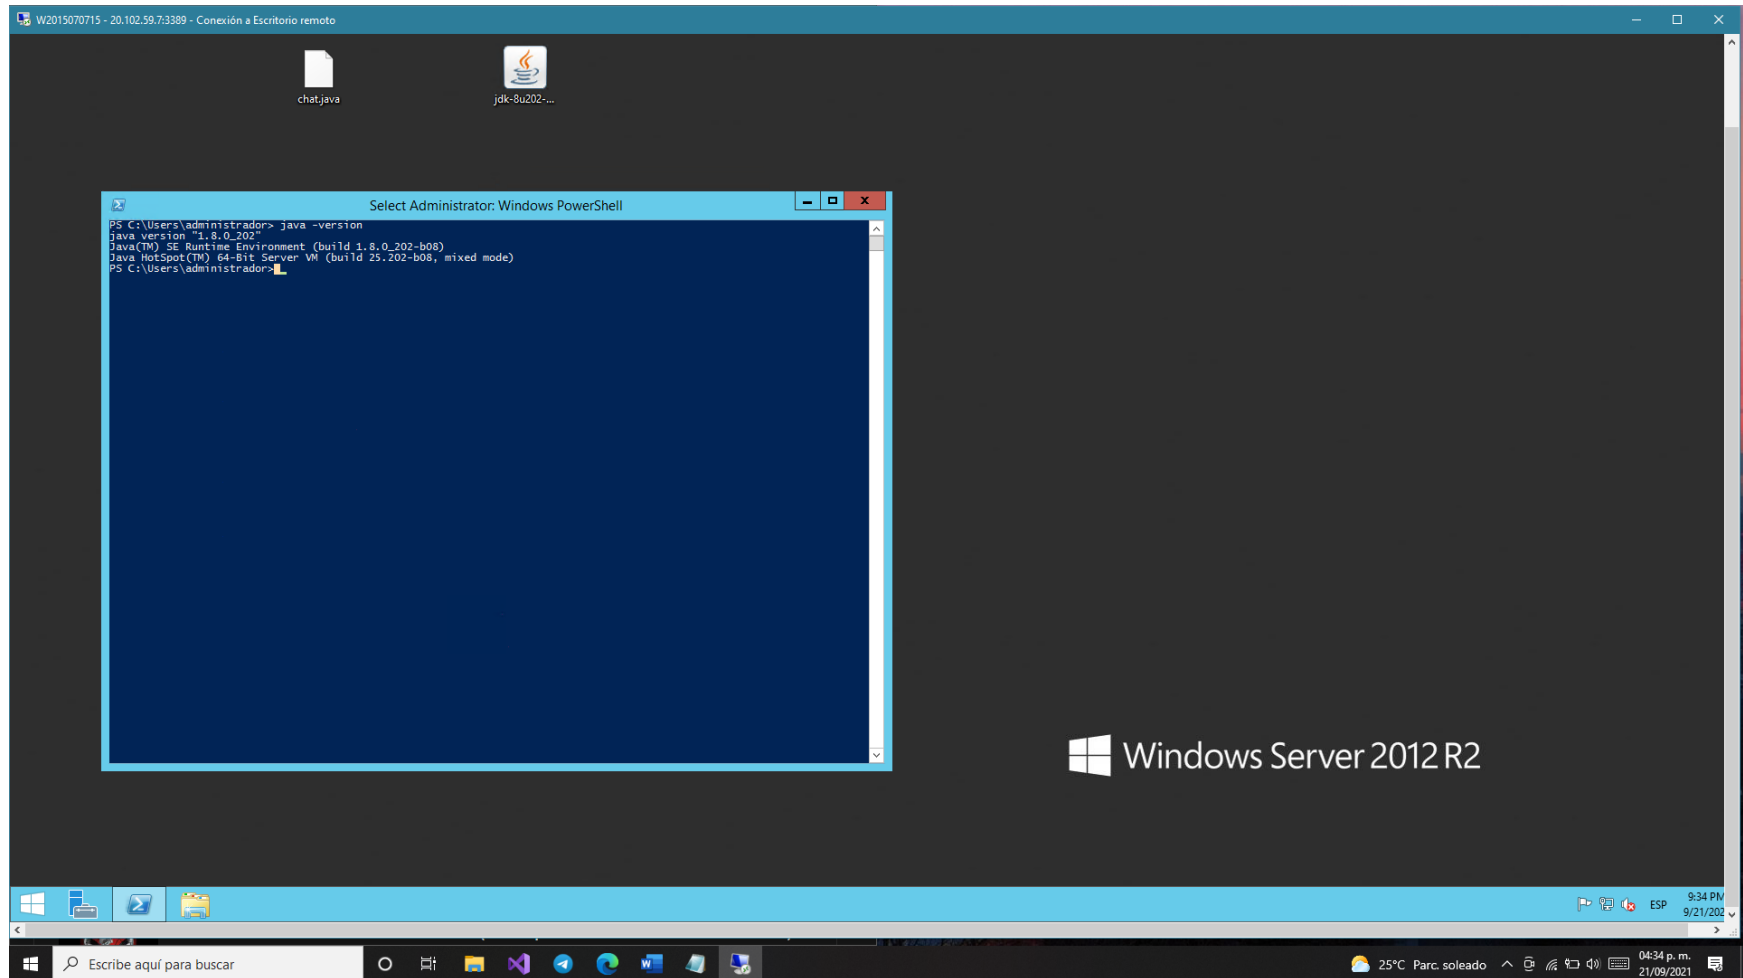 W2015070715 - 20.102.59.7:3389 - Conexión a Escritorio remoto
chat.java
jdk-8u202-...
Select Administrator: Windows PowerShell
PS C:\Users\administrador> java -version
java version "1.8.0_202"
Java(TM) SE Runtime Environment (build 1.8.0_202-b08)
Java HotSpot(TM) 64-Bit Server VM (build 25.202-b08, mixed mode)
PS C:\Users\administrador>
Windows Server 2012 R2
ESP
9:34 PM
9/21/202
Escribe aquí para buscar
25°C Parc. soleado
04:34 p. m.
21/09/2021